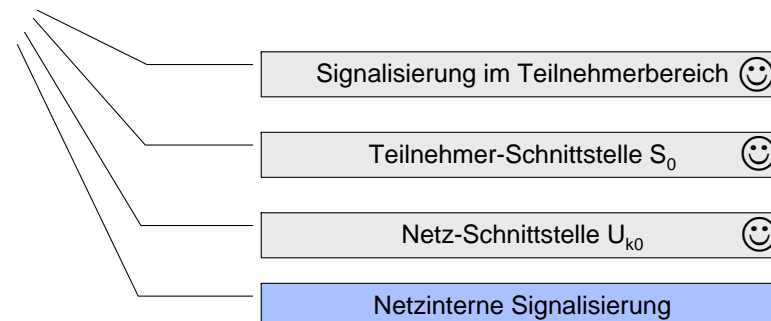 Signalisierung im Teilnehmerbereich
Teilnehmer-Schnittstelle S₀
Netz-Schnittstelle Uₖ₀
Netzinterne Signalisierung